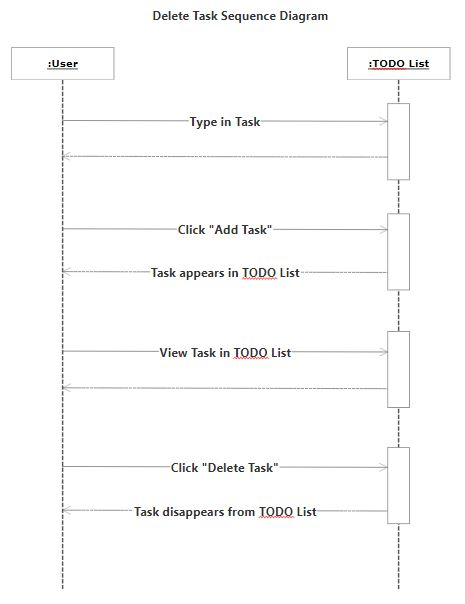 Delete Task Sequence Diagram
:User
:TODO List
Type in Task
Click "Add Task"
Task appears in TODO List
View Task in TODO List
Click "Delete Task"
Task disappears from TODO List